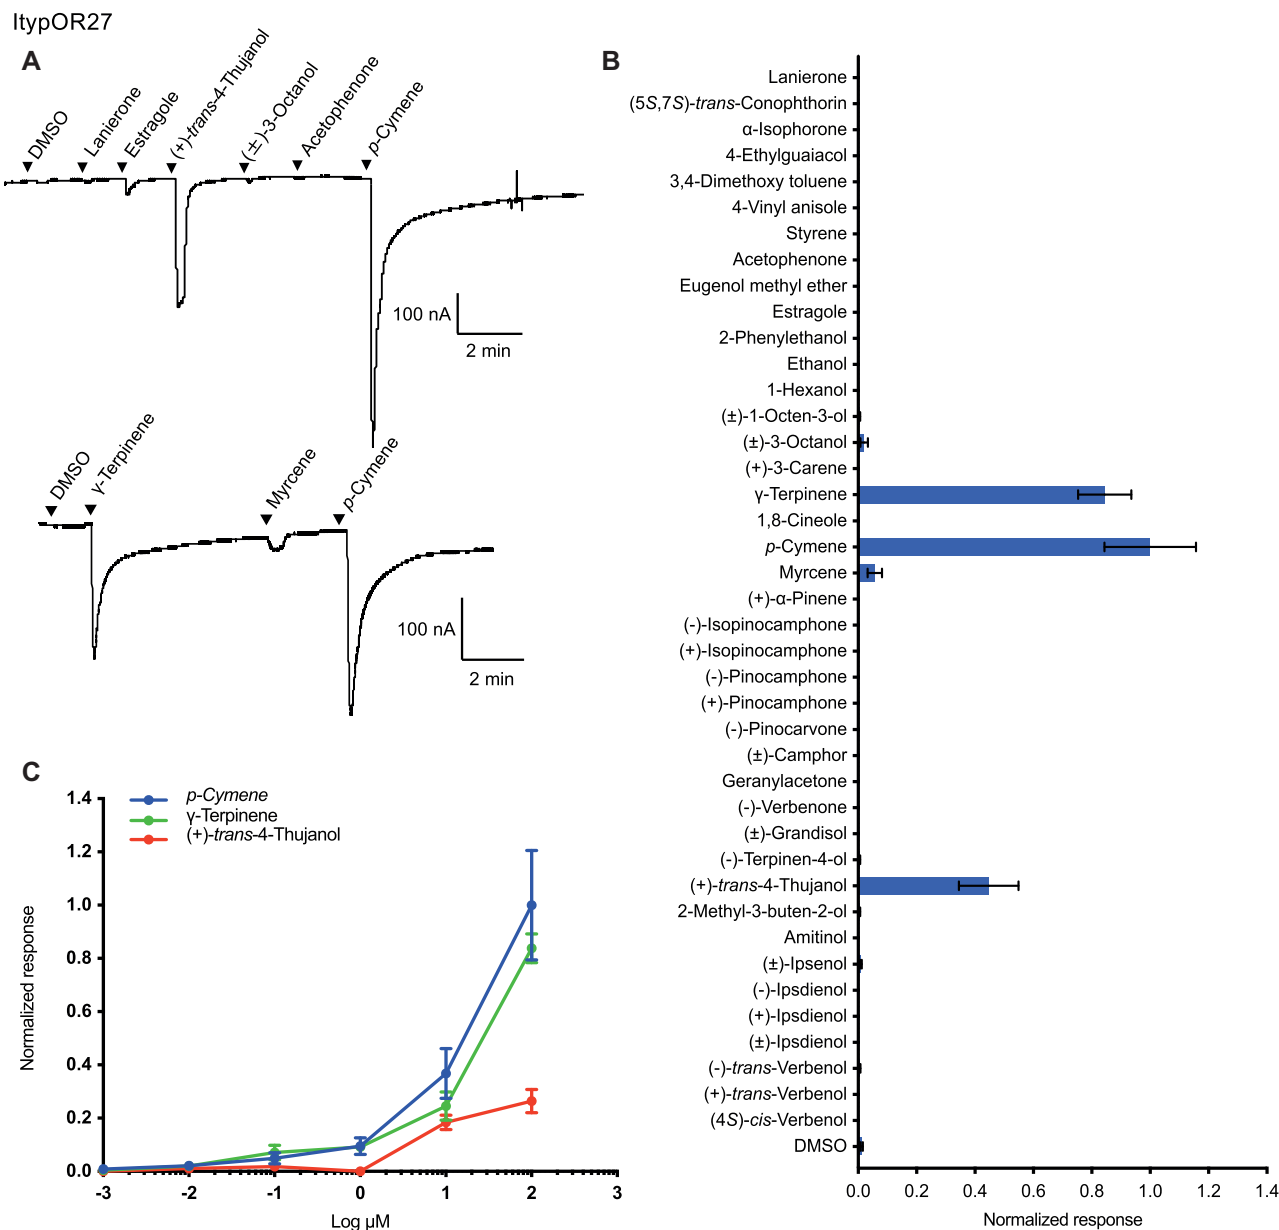 ItypOR27
A
DMSO
Lanierone
Estragole
(+)-trans-4-Thujanol
(±)-3-Octanol
Acetophenone
p-Cymene
100 nA
2 min
DMSO
γ-Terpinene
Myrcene
p-Cymene
100 nA
2 min
B
Lanierone
(5S,7S)-trans-Conophthorin
α-Isophorone
4-Ethylguaiacol
3,4-Dimethoxy toluene
4-Vinyl anisole
Styrene
Acetophenone
Eugenol methyl ether
Estragole
2-Phenylethanol
Ethanol
1-Hexanol
(±)-1-Octen-3-ol
(±)-3-Octanol
(+)-3-Carene
γ-Terpinene
1,8-Cineole
p-Cymene
Myrcene
(+)-α-Pinene
(-)-Isopinocamphone
(+)-Isopinocamphone
(-)-Pinocamphone
(+)-Pinocamphone
(-)-Pinocarvone
(±)-Camphor
Geranylacetone
(-)-Verbenone
(±)-Grandisol
(-)-Terpinen-4-ol
(+)-trans-4-Thujanol
2-Methyl-3-buten-2-ol
Amitinol
(±)-Ipsenol
(-)-Ipsdienol
(+)-Ipsdienol
(±)-Ipsdienol
(-)-trans-Verbenol
(+)-trans-Verbenol
(4S)-cis-Verbenol
DMSO
0.0 0.2 0.4 0.6 0.8 1.0 1.2 1.4
Normalized response
C
p-Cymene
γ-Terpinene
(+)-trans-4-Thujanol
Normalized response
1.4
1.2
1.0
0.8
0.6
0.4
0.2
0.0
-3 -2 -1 0 1 2 3
Log µM